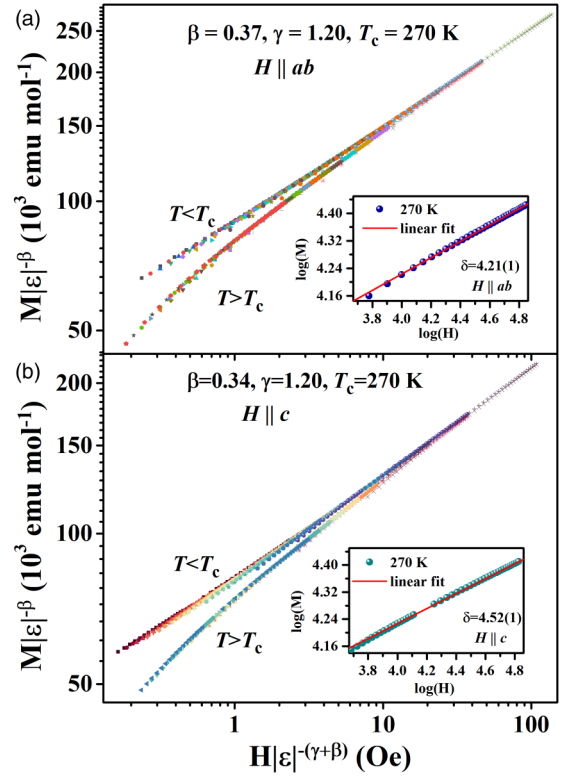 (a)
β = 0.37, γ = 1.20, Tc = 270 K
H || ab
250
200
150
100
50
M|ε|^-β (10^3 emu mol^-1)
T<Tc
T>Tc
270 K
linear fit
δ=4.21(1)
H || ab
4.40
4.32
4.24
4.16
log(M)
3.8 4.0 4.2 4.4 4.6 4.8
log(H)
(b)
β=0.34, γ=1.20, Tc=270 K
H || c
200
150
100
50
M|ε|^-β (10^3 emu mol^-1)
T<Tc
T>Tc
270 K
linear fit
δ=4.52(1)
H || c
4.40
4.32
4.24
4.16
log(M)
3.8 4.0 4.2 4.4 4.6 4.8
log(H)
1 10 100
H|ε|^-(γ+β) (Oe)